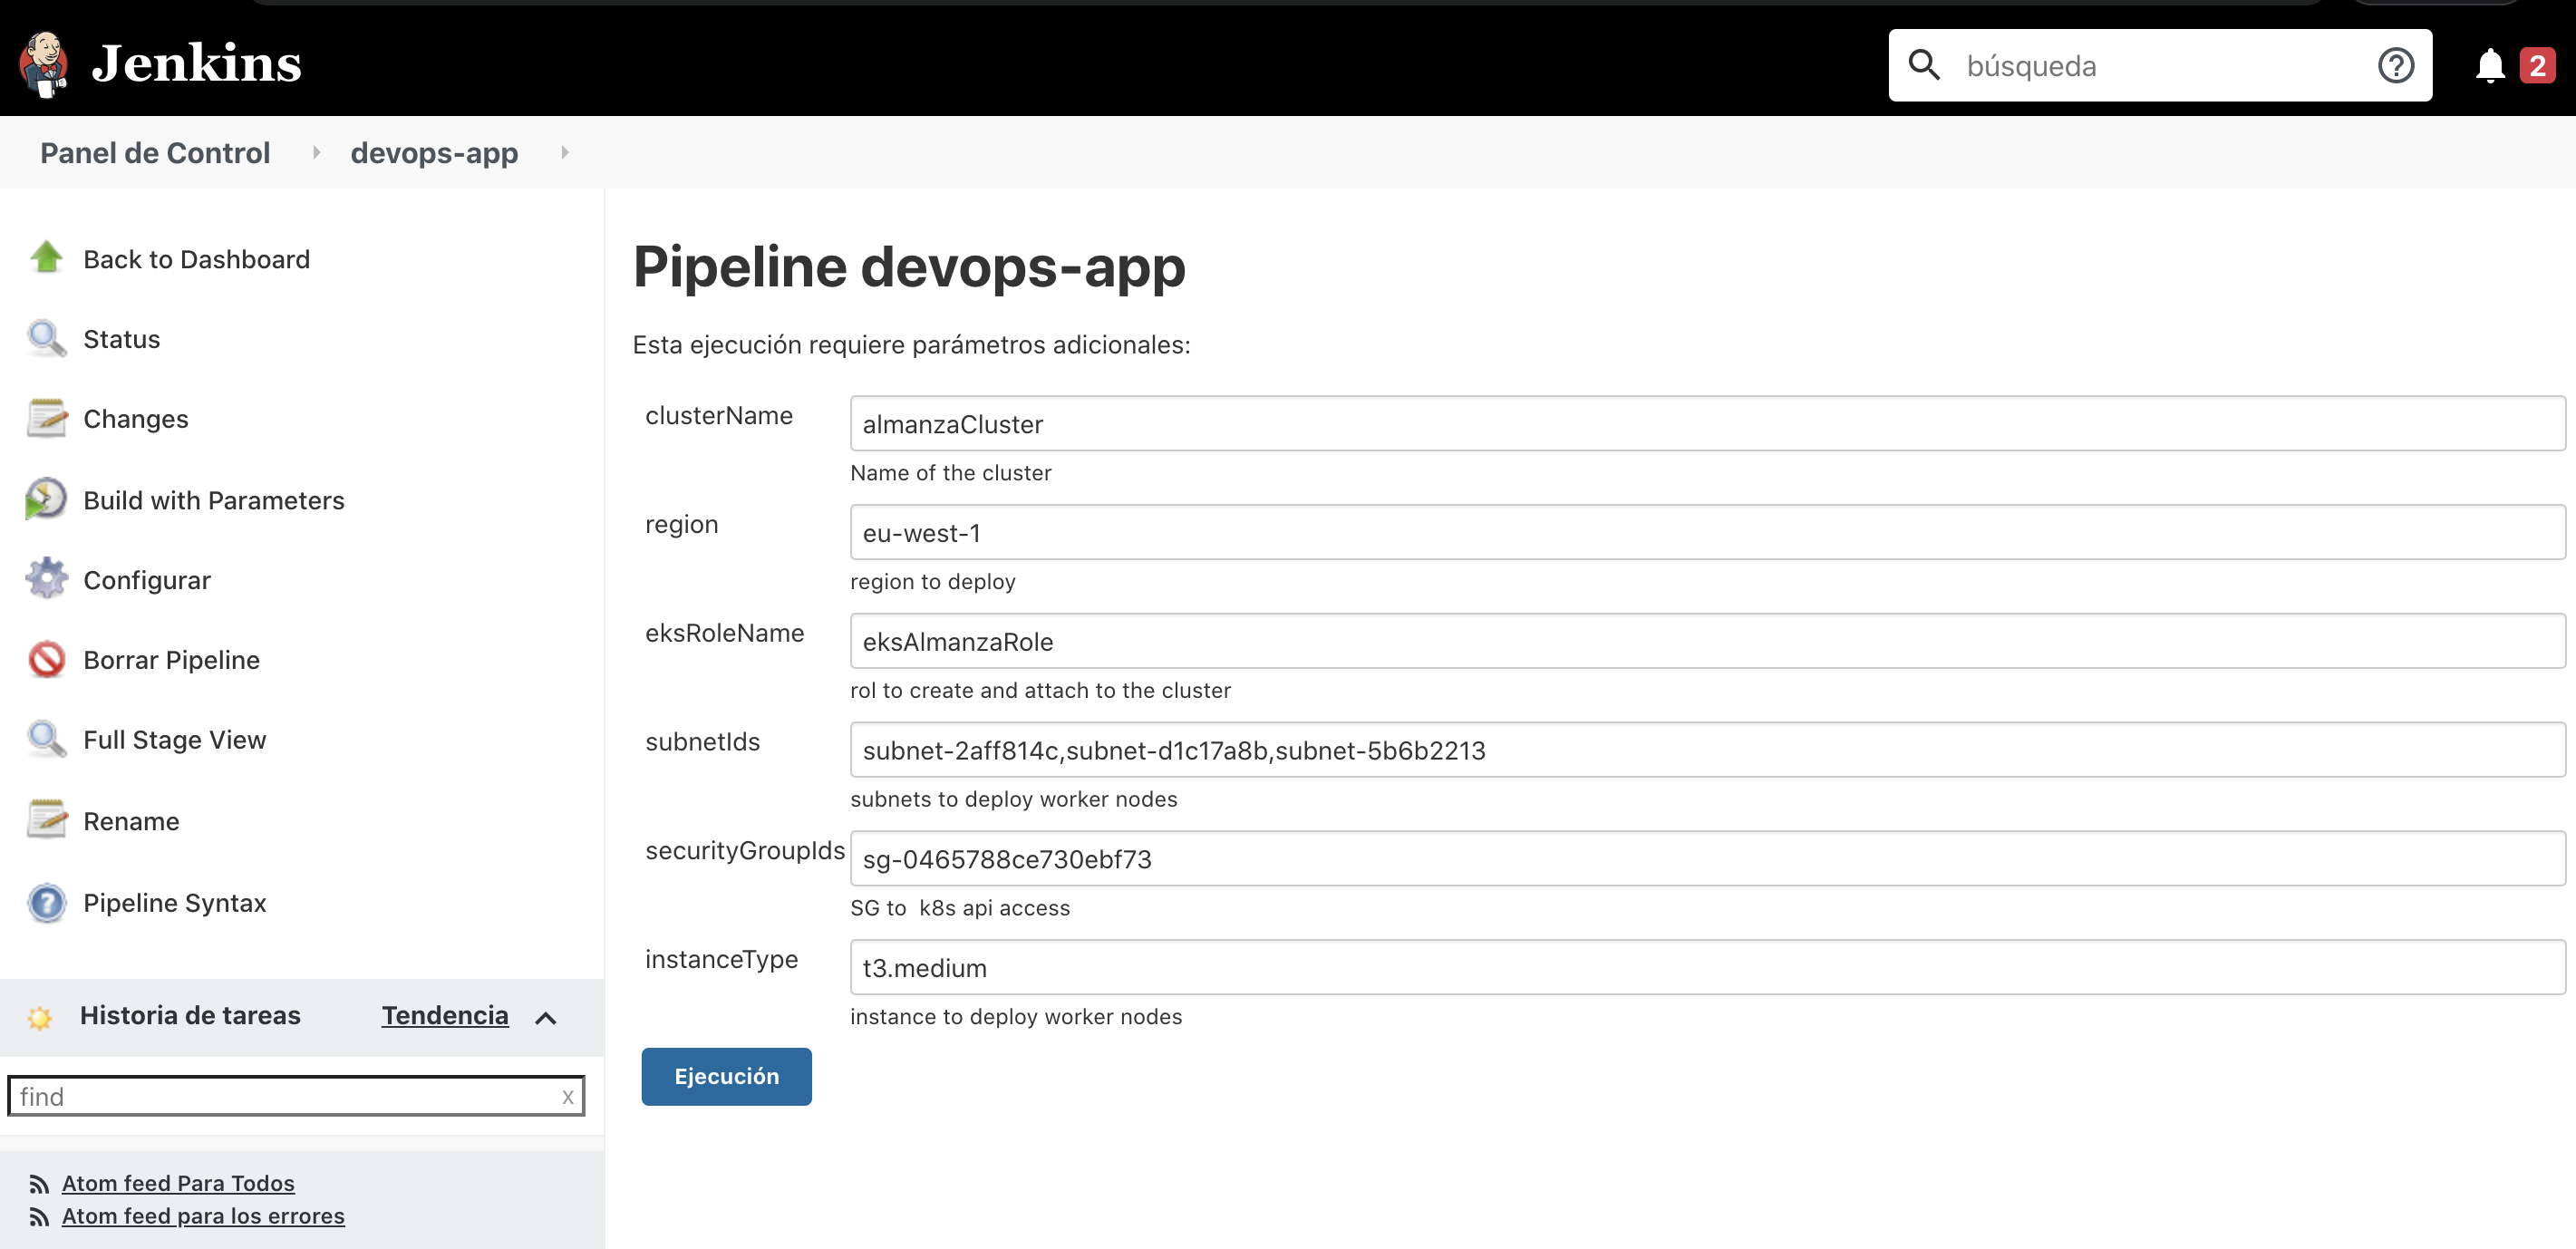 Jenkins
búsqueda
2
Panel de Control
devops-app
Back to Dashboard
Status
Changes
Build with Parameters
Configurar
Borrar Pipeline
Full Stage View
Rename
Pipeline Syntax
Historia de tareas
Tendencia
find
x
Atom feed Para Todos
Atom feed para los errores
Pipeline devops-app
Esta ejecución requiere parámetros adicionales:
clusterName
almanzaCluster
Name of the cluster
region
eu-west-1
region to deploy
eksRoleName
eksAlmanzaRole
rol to create and attach to the cluster
subnetIds
subnet-2aff814c,subnet-d1c17a8b,subnet-5b6b2213
subnets to deploy worker nodes
securityGroupIds
sg-0465788ce730ebf73
SG to  k8s api access
instanceType
t3.medium
instance to deploy worker nodes
Ejecución